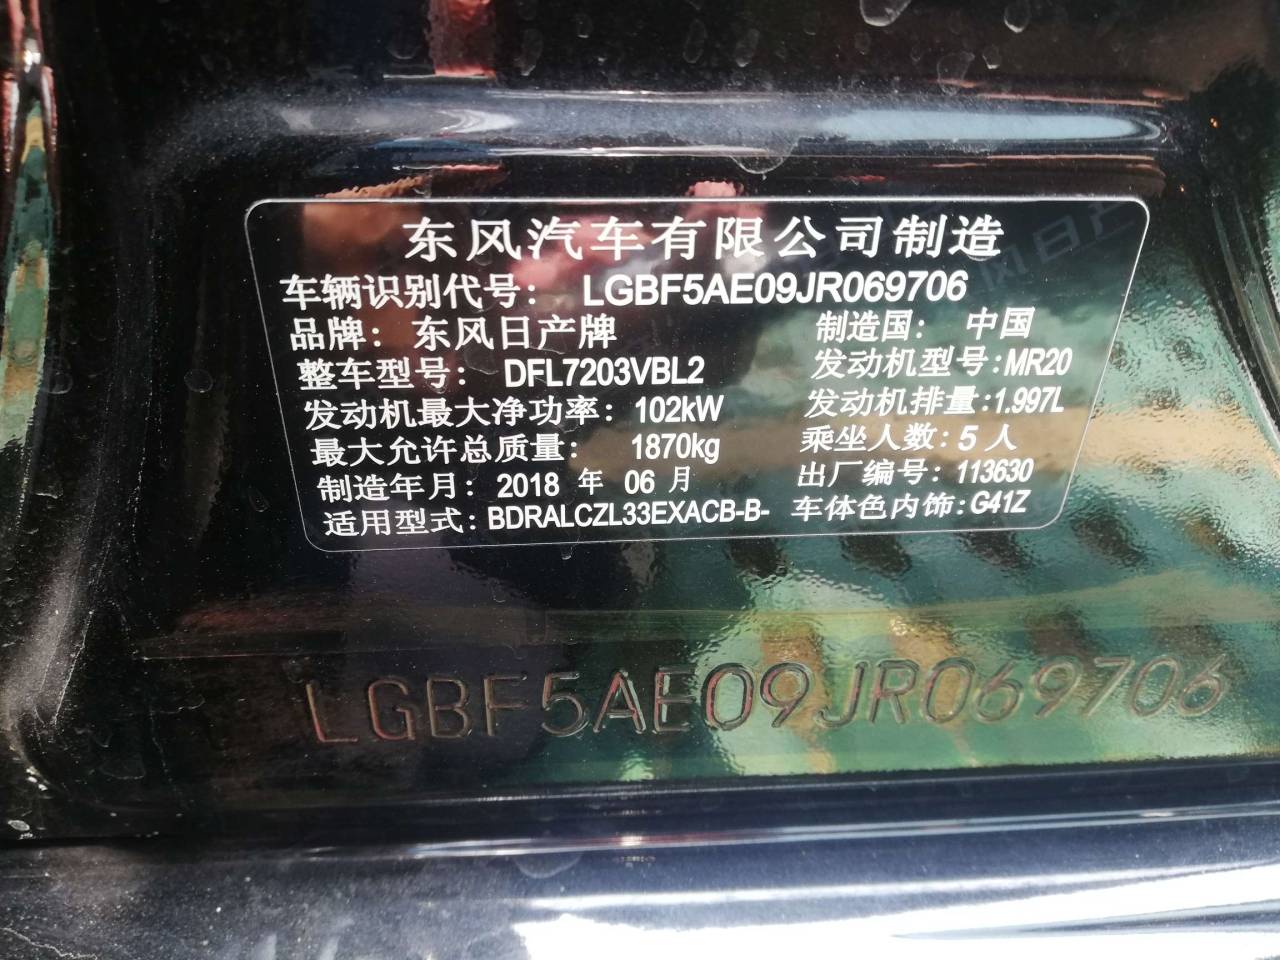 东风汽车有限公司制造
车辆识别代号： LGBF5AE09JR069706
品牌：东风日产牌 制造国： 中国
整车型号： DFL7203VBL2 发动机型号:MR20
发动机最大净功率：102kW 发动机排量:1.997L
最大允许总质量： 1870kg 乘坐人数:5人
制造年月：2018 年 06 月 出厂编号：113630
适用型式:BDRALCZL33EXACB-B- 车体色内饰:G41Z
LGBF5AE09JR069706
风日产